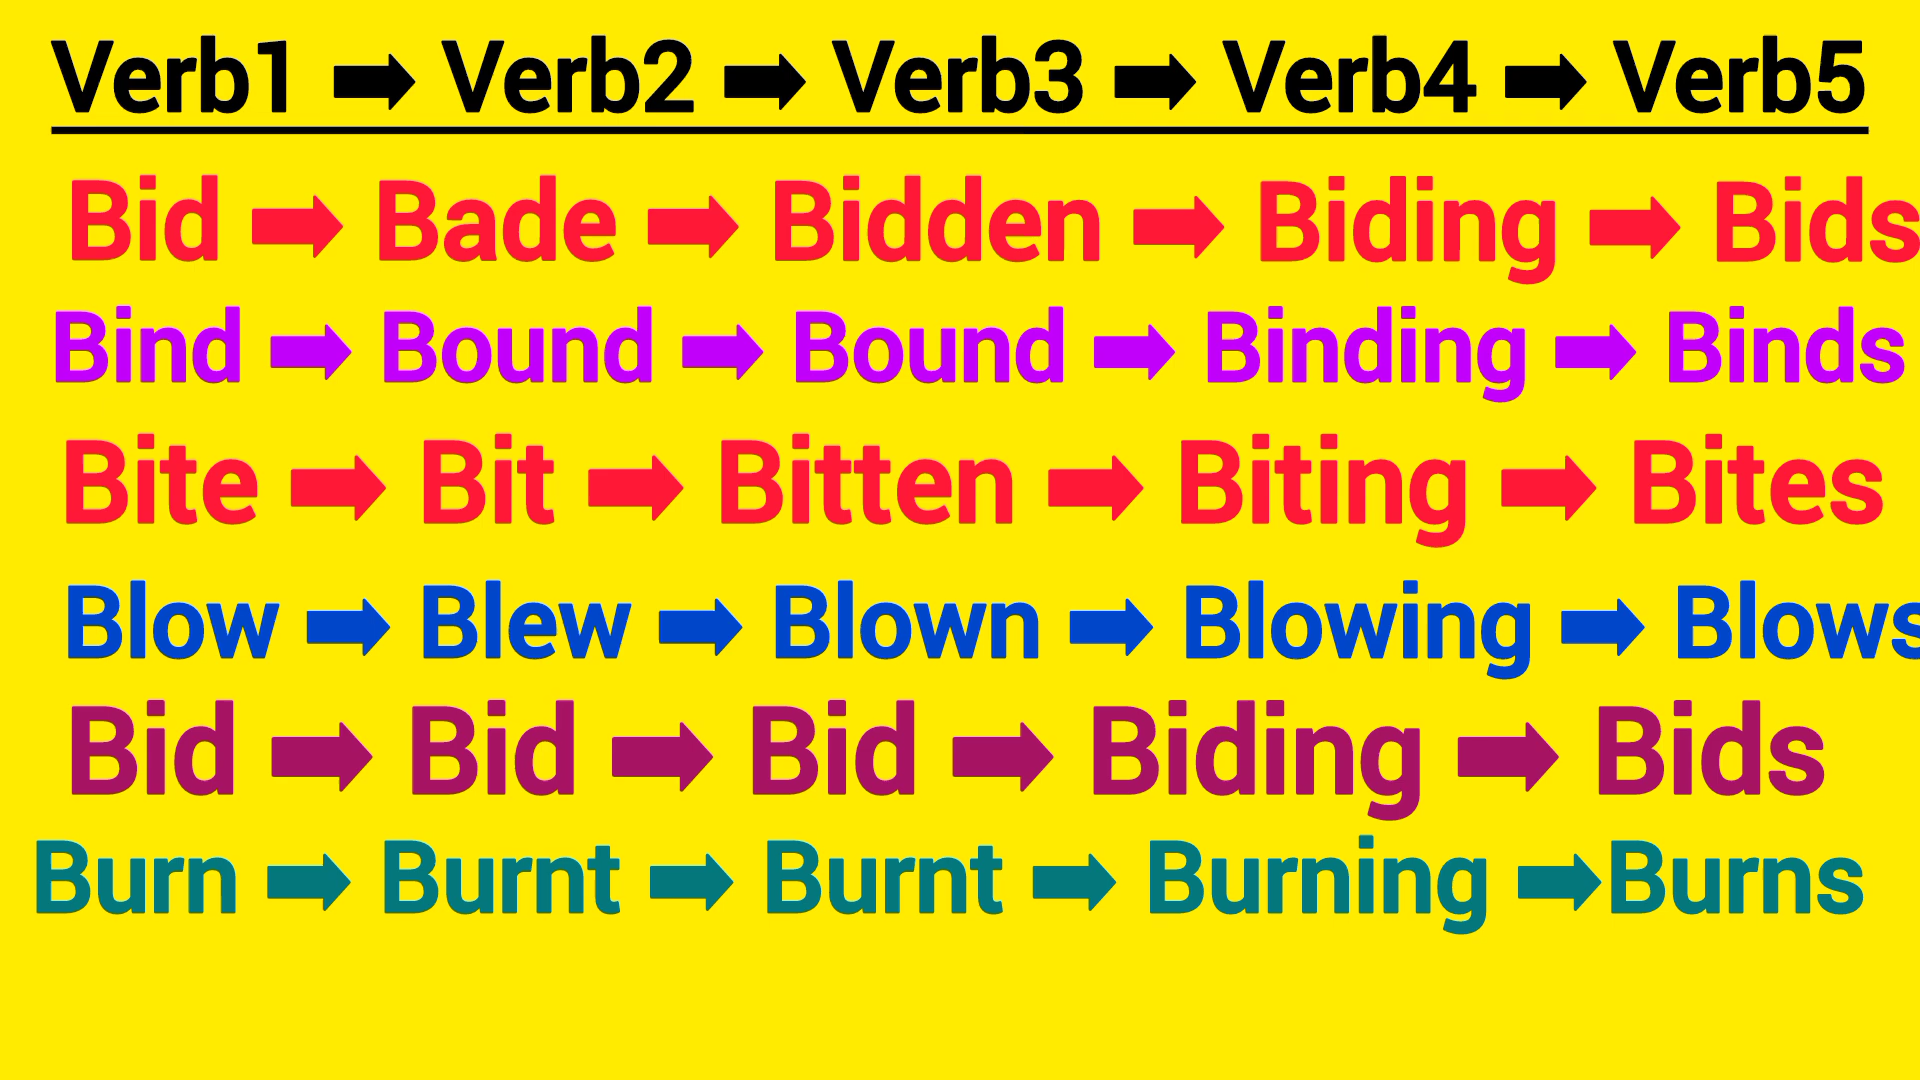 Verb1 ➡ Verb2 ➡ Verb3 ➡ Verb4 ➡ Verb5
Bid ➡ Bade ➡ Bidden ➡ Biding ➡ Bids
Bind ➡ Bound ➡ Bound ➡ Binding ➡ Binds
Bite ➡ Bit ➡ Bitten ➡ Biting ➡ Bites
Blow ➡ Blew ➡ Blown ➡ Blowing ➡ Blows
Bid ➡ Bid ➡ Bid ➡ Biding ➡ Bids
Burn ➡ Burnt ➡ Burnt ➡ Burning ➡Burns